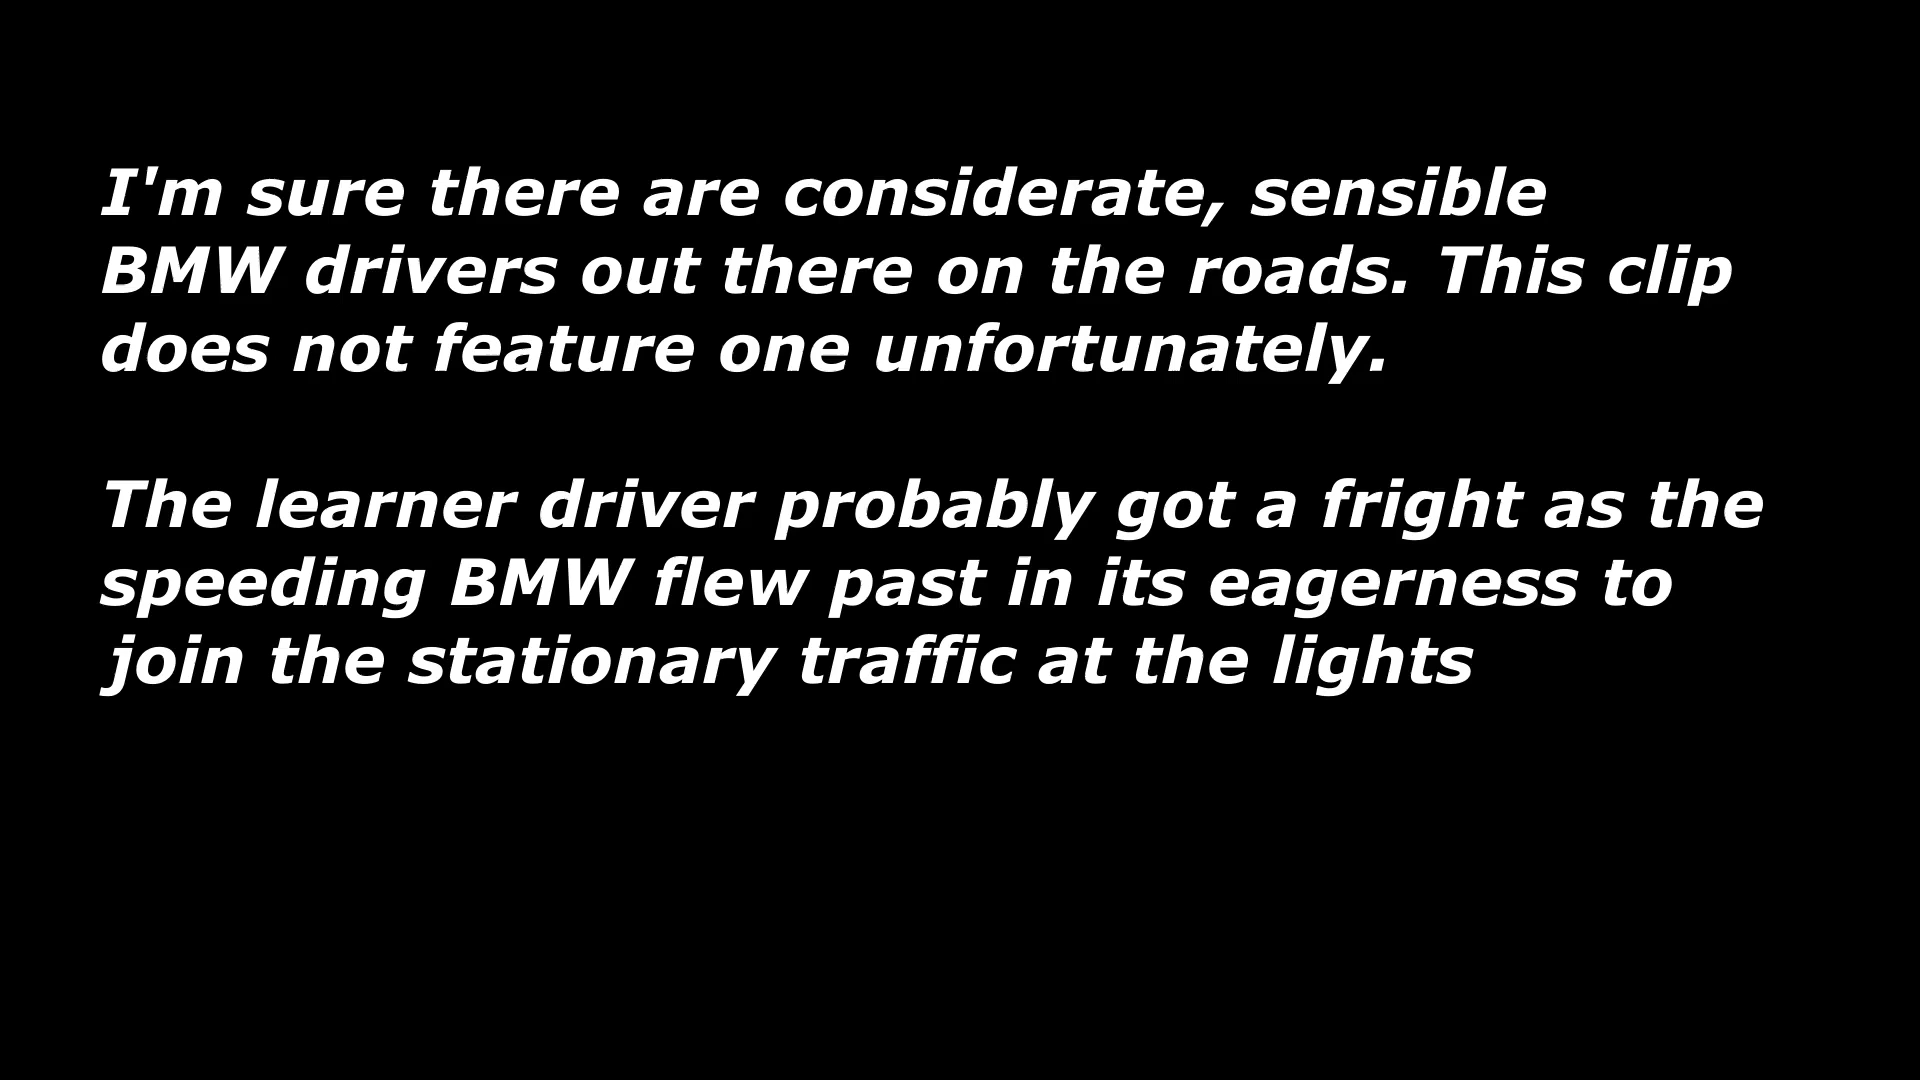 I'm sure there are considerate, sensible
BMW drivers out there on the roads. This clip
does not feature one unfortunately.
The learner driver probably got a fright as the
speeding BMW flew past in its eagerness to
join the stationary traffic at the lights